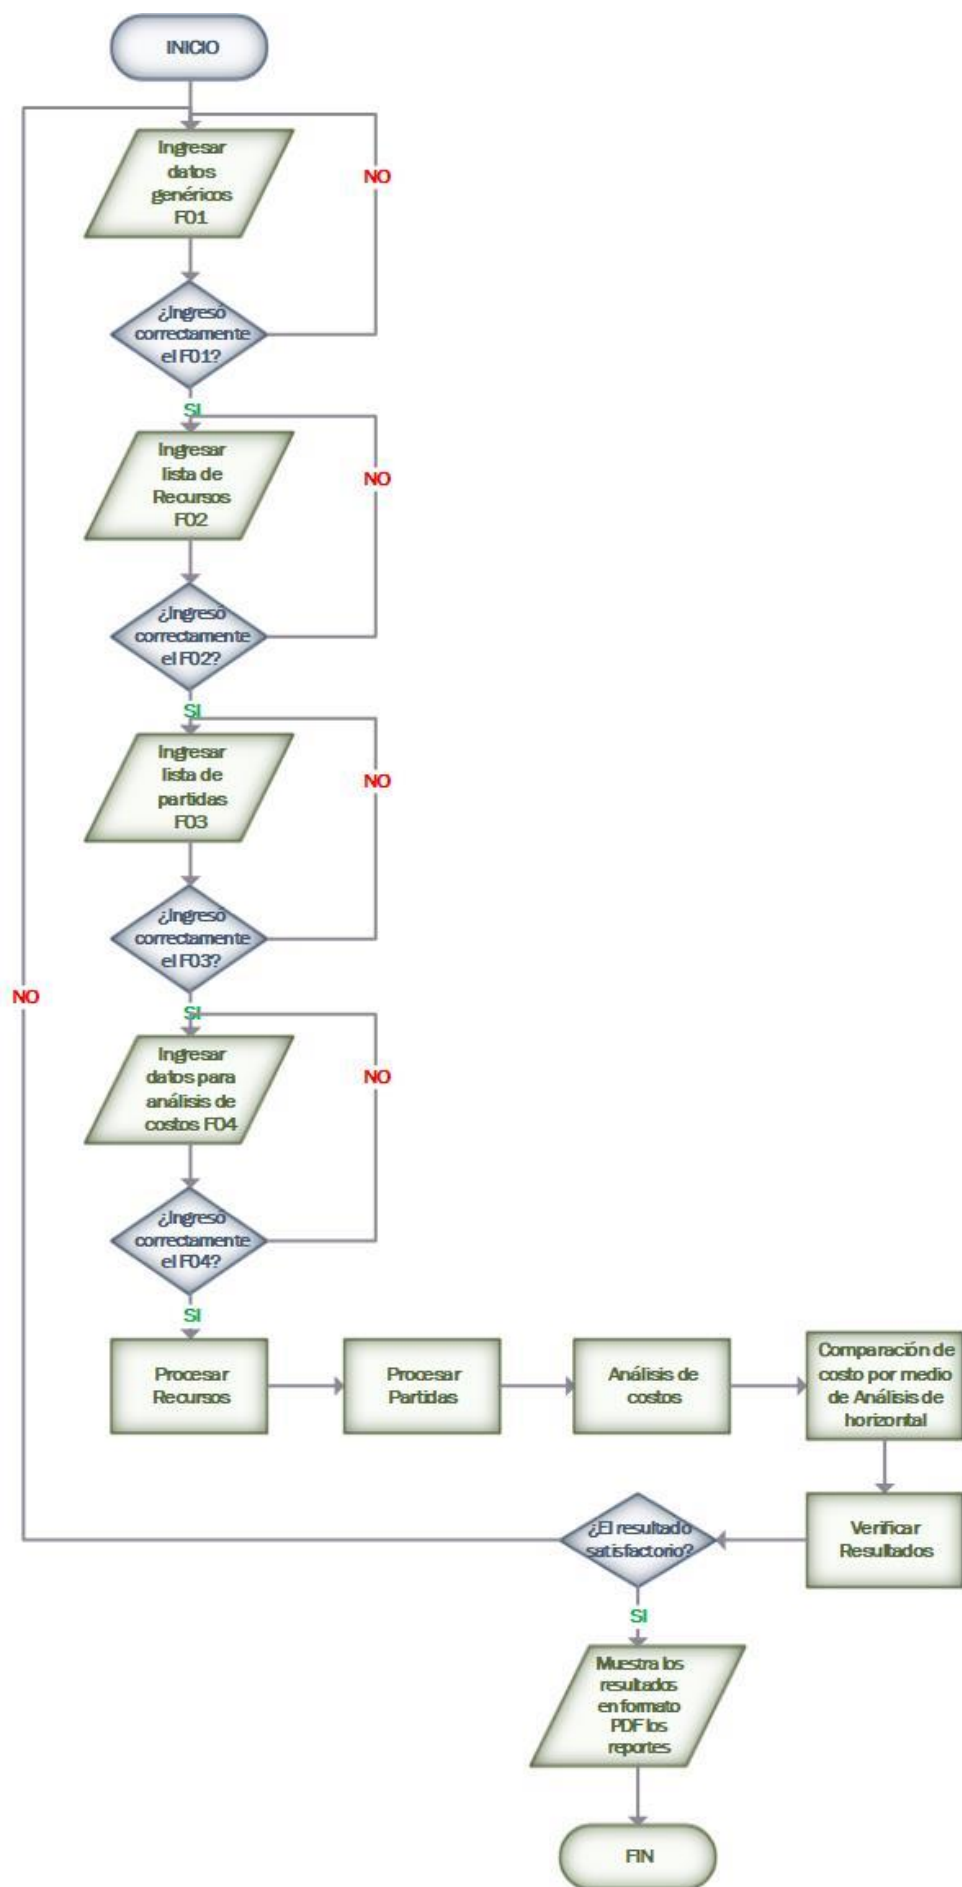 INICIO
Ingresar
datos
genéricos
F01
NO
¿Ingresó
correctamente
el F01?
SI
Ingresar
lista de
Recursos
F02
NO
¿Ingresó
correctamente
el F02?
SI
Ingresar
lista de
partidas
F03
NO
¿Ingresó
correctamente
el F03?
NO
SI
Ingresar
datos para
análisis de
costos F04
NO
¿Ingresó
correctamente
el F04?
SI
Procesar
Recursos
Procesar
Partidas
Análisis de
costos
Comparación de
costo por medio
de Análisis de
horizontal
Verificar
Resultados
¿El resultado
satisfactorio?
SI
Muestra los
resultados
en formato
PDF los
reportes
FIN